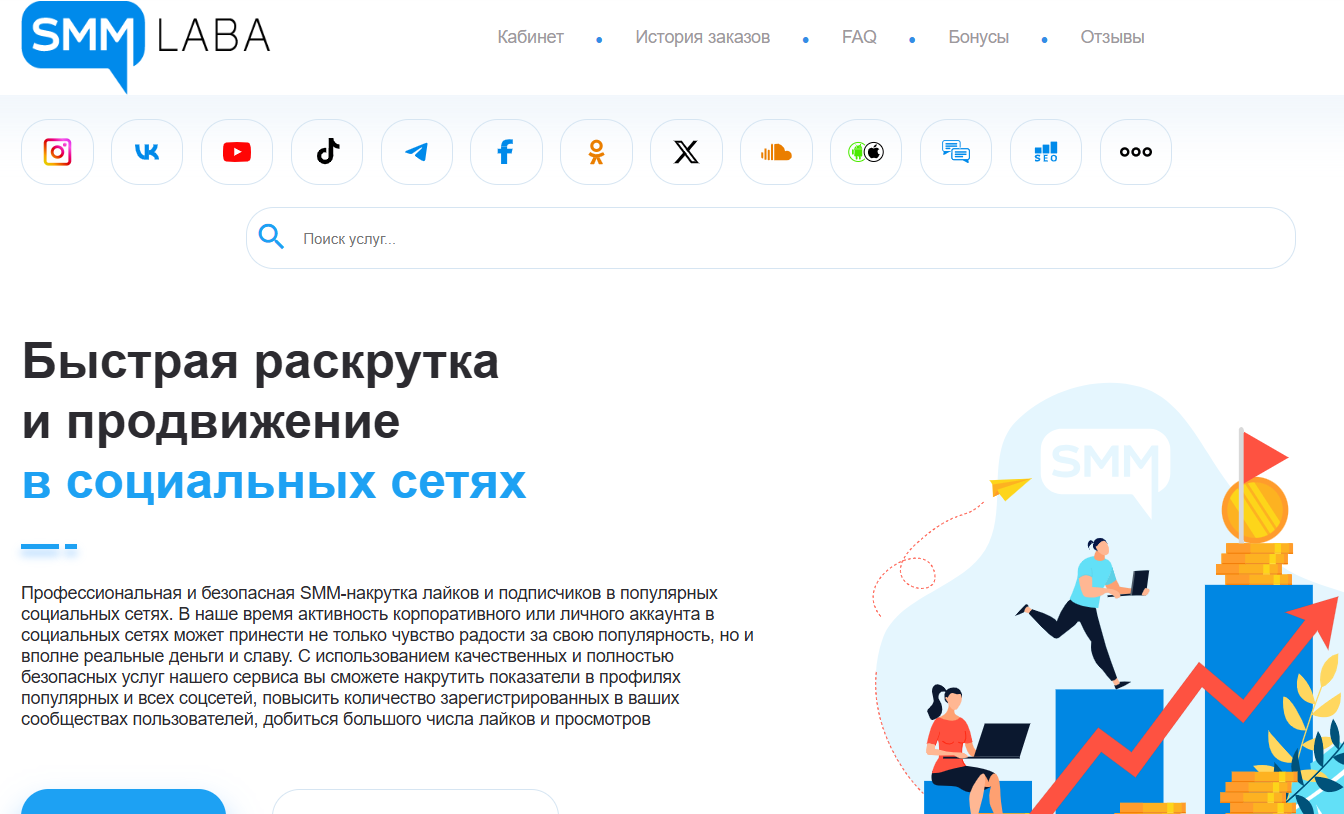 SMM LABA
Кабинет • История заказов • FAQ • Бонусы • Отзывы
SEO
Поиск услуг...
Быстрая раскрутка
и продвижение
в социальных сетях
SMM
Профессиональная и безопасная SMM-накрутка лайков и подписчиков в популярных
социальных сетях. В наше время активность корпоративного или личного аккаунта в
социальных сетях может принести не только чувство радости за свою популярность, но и
вполне реальные деньги и славу. С использованием качественных и полностью
безопасных услуг нашего сервиса вы сможете накрутить показатели в профилях
популярных и всех соцсетей, повысить количество зарегистрированных в ваших
сообществах пользователей, добиться большого числа лайков и просмотров